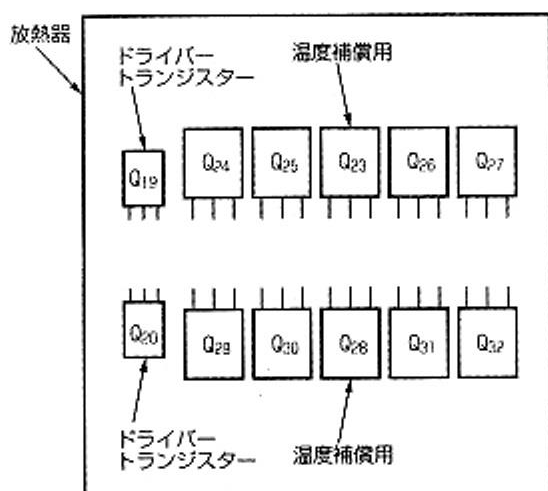 放熱器
ドライバー
トランジスター
温度補償用
Q19 Q24 Q25 Q23 Q26 Q27
Q20 Q29 Q30 Q28 Q31 Q32
ドライバー
トランジスター
温度補償用